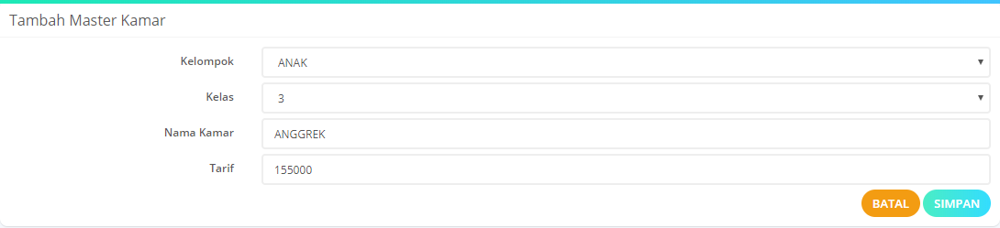 Tambah Master Kamar
Kelompok ANAK
Kelas 3
Nama Kamar ANGGREK
Tarif 155000
BATAL SIMPAN